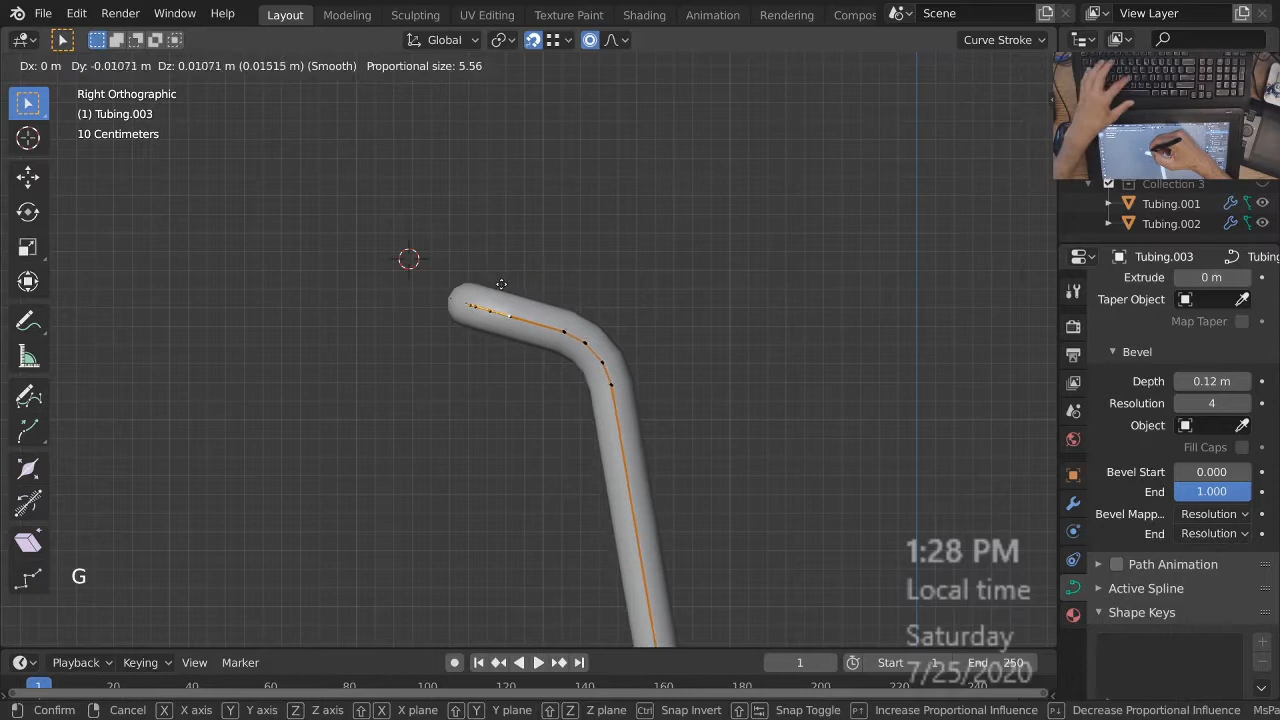 File Edit Render Window Help Layout Modeling Sculpting UV Editing Texture Paint Shading Animation Rendering Compos Scene View Layer
Global Curve Stroke
Dx: 0 m Dy: -0.01071 m Dz: 0.01071 m (0.01515 m) (Smooth) Proportional size: 5.56
Right Orthographic
(1) Tubing.003
10 Centimeters
Collection 3
Tubing.001
Tubing.002
Tubing.003 Tubing
Extrude 0 m
Taper Object
Map Taper
Bevel
Depth 0.12 m
Resolution 4
Object
Fill Caps
Bevel Start 0.000
End 1.000
Bevel Mapp... Resolution
End Resolution
Path Animation
Active Spline
Shape Keys
G
1:28 PM
Local time
Saturday
7/25/2020
Playback Keying View Marker 1 Start 1 End 250
1 20 80 100 120 140 160 240
Confirm Cancel X X axis Y Y axis Z Z axis X X plane Y Y plane Z Z plane Ctrl Snap Invert Snap Toggle Increase Proportional Influence Decrease Proportional Influence MsPa